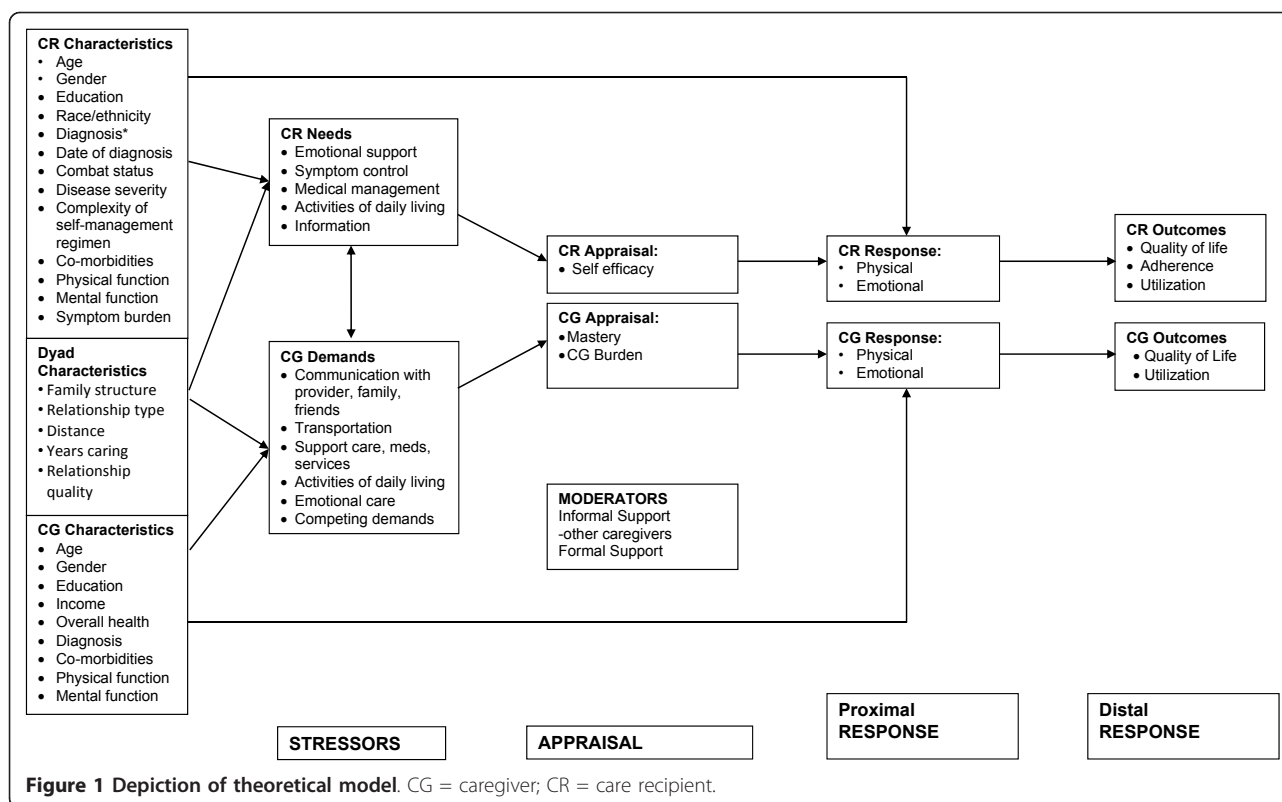 CR Characteristics
• Age
• Gender
• Education
• Race/ethnicity
• Diagnosis*
• Date of diagnosis
• Combat status
• Disease severity
• Complexity of
self-management
regimen
• Co-morbidities
• Physical function
• Mental function
• Symptom burden
Dyad
Characteristics
• Family structure
• Relationship type
• Distance
• Years caring
• Relationship
quality
CG Characteristics
• Age
• Gender
• Education
• Income
• Overall health
• Diagnosis
• Co-morbidities
• Physical function
• Mental function
CR Needs
• Emotional support
• Symptom control
• Medical management
• Activities of daily living
• Information
CG Demands
• Communication with
provider, family,
friends
• Transportation
• Support care, meds,
services
• Activities of daily living
• Emotional care
• Competing demands
CR Appraisal:
• Self efficacy
CG Appraisal:
•Mastery
•CG Burden
MODERATORS
Informal Support
-other caregivers
Formal Support
CR Response:
• Physical
• Emotional
CG Response:
• Physical
• Emotional
CR Outcomes
• Quality of life
• Adherence
• Utilization
CG Outcomes
• Quality of Life
• Utilization
STRESSORS
APPRAISAL
Proximal
RESPONSE
Distal
RESPONSE
Figure 1 Depiction of theoretical model. CG = caregiver; CR = care recipient.